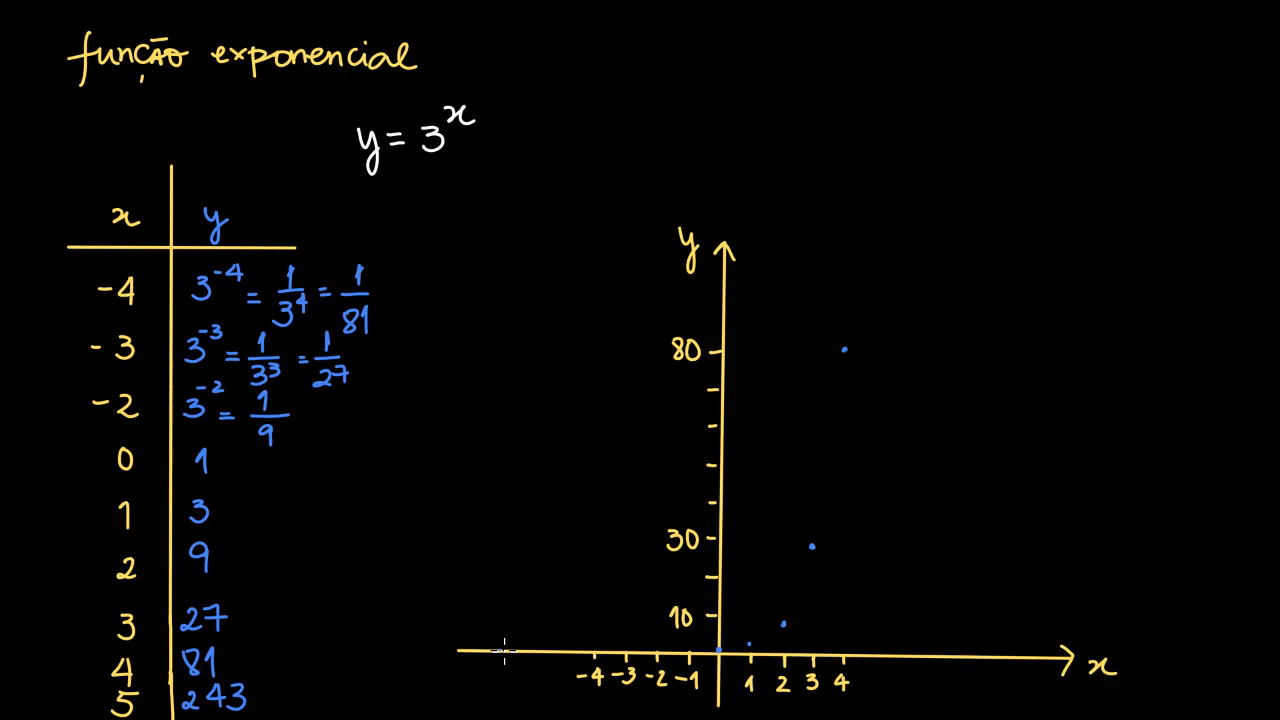 função exponencial
y = 3^x
x y
-4 3^-4 = 1/3^4 = 1/81
-3 3^-3 = 1/3^3 = 1/27
-2 3^-2 = 1/9
0 1
1 3
2 9
3 27
4 81
5 243
y
80
30
10
-4 -3 -2 -1 1 2 3 4 x